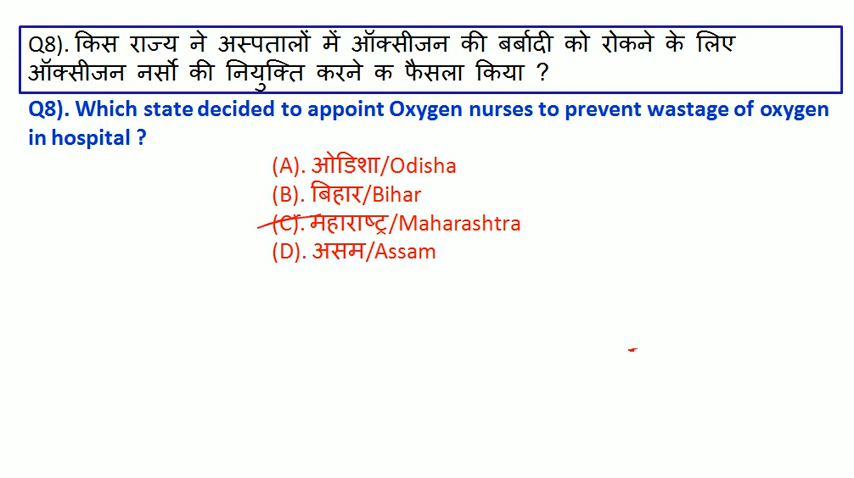 Q8). किस राज्य ने अस्पतालों में ऑक्सीजन की बर्बादी को रोकने के लिए
ऑक्सीजन नर्सो की नियुक्ति करने क फैसला किया ?
Q8). Which state decided to appoint Oxygen nurses to prevent wastage of oxygen
in hospital ?
(A). ओडिशा/Odisha
(B). बिहार/Bihar
(C). महाराष्ट्र/Maharashtra
(D). असम/Assam